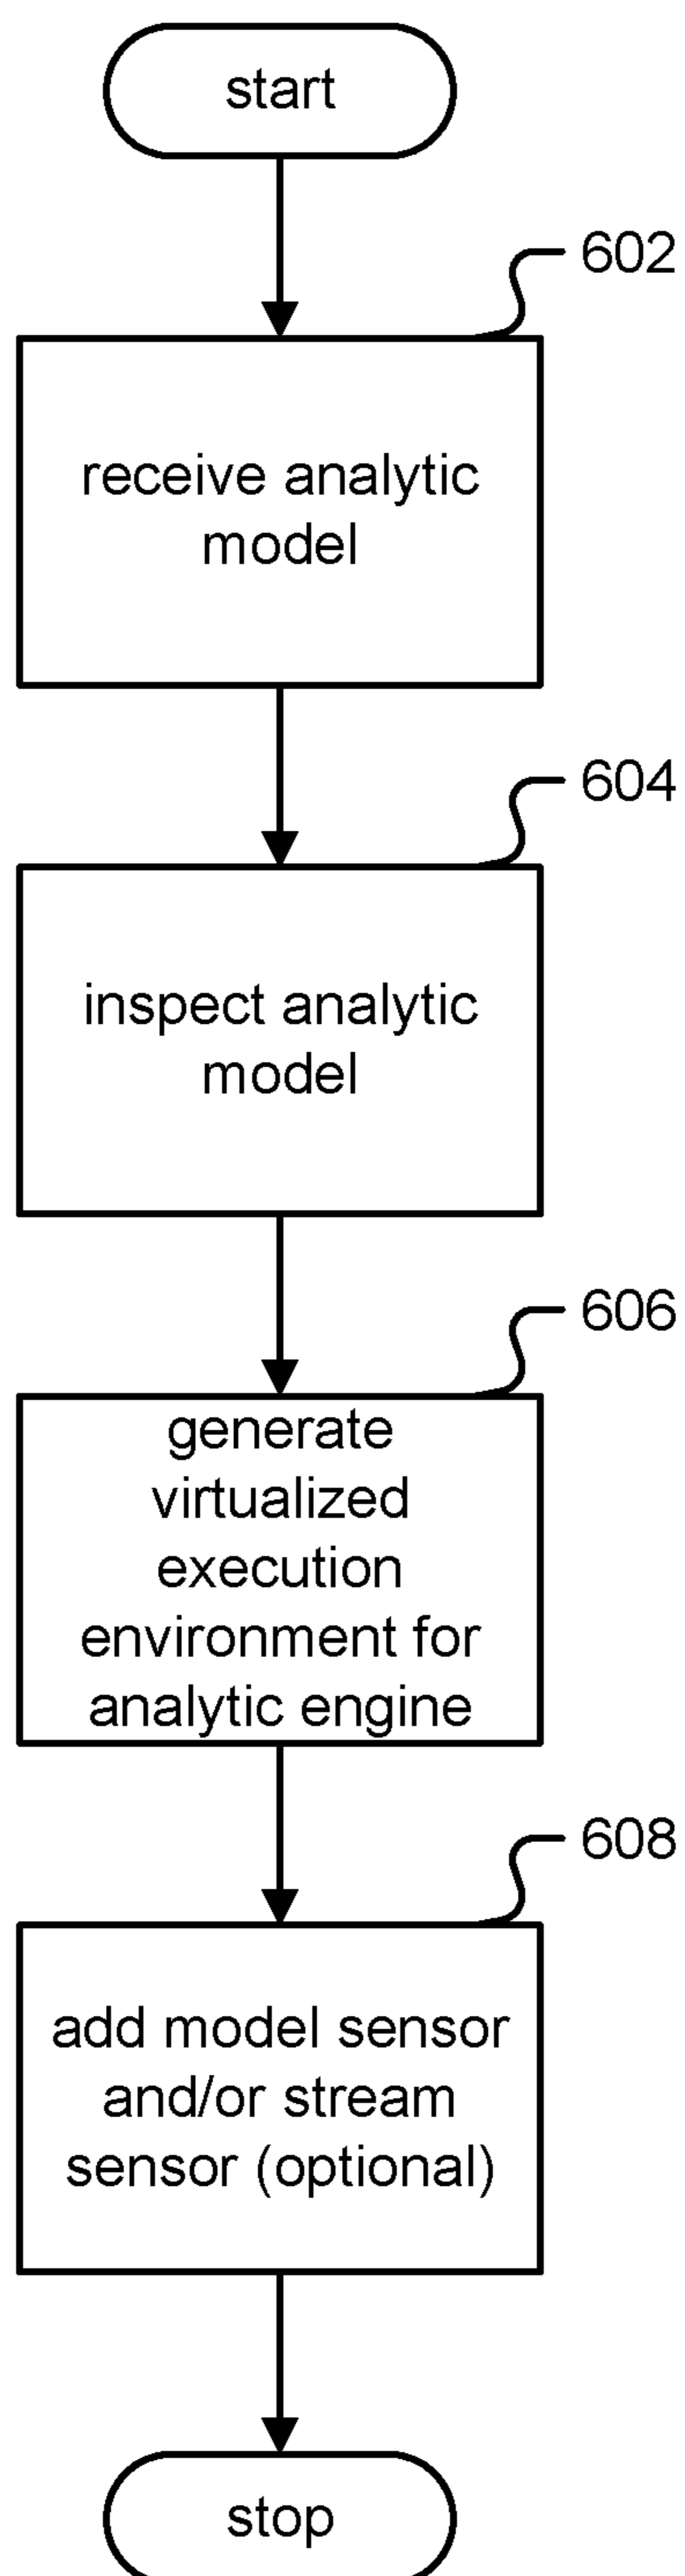 start
602
receive analytic
model
604
inspect analytic
model
606
generate
virtualized
execution
environment for
analytic engine
608
add model sensor
and/or stream
sensor (optional)
stop